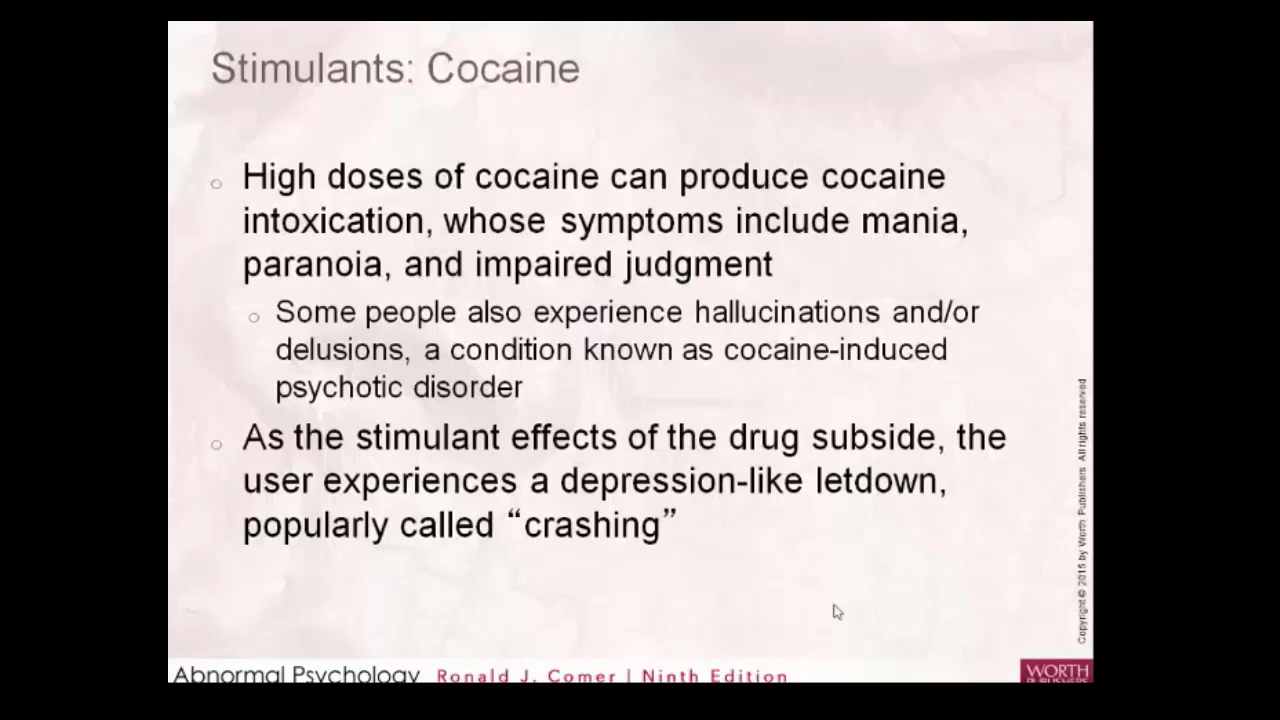 Stimulants: Cocaine
High doses of cocaine can produce cocaine
intoxication, whose symptoms include mania,
paranoia, and impaired judgment
Some people also experience hallucinations and/or
delusions, a condition known as cocaine-induced
psychotic disorder
As the stimulant effects of the drug subside, the
user experiences a depression-like letdown,
popularly called “crashing”
Copyright © 2015 by Worth Publishers. All rights reserved
Abnormal Psychology Ronald J. Comer | Ninth Edition
WORTH
PUBLISHERS